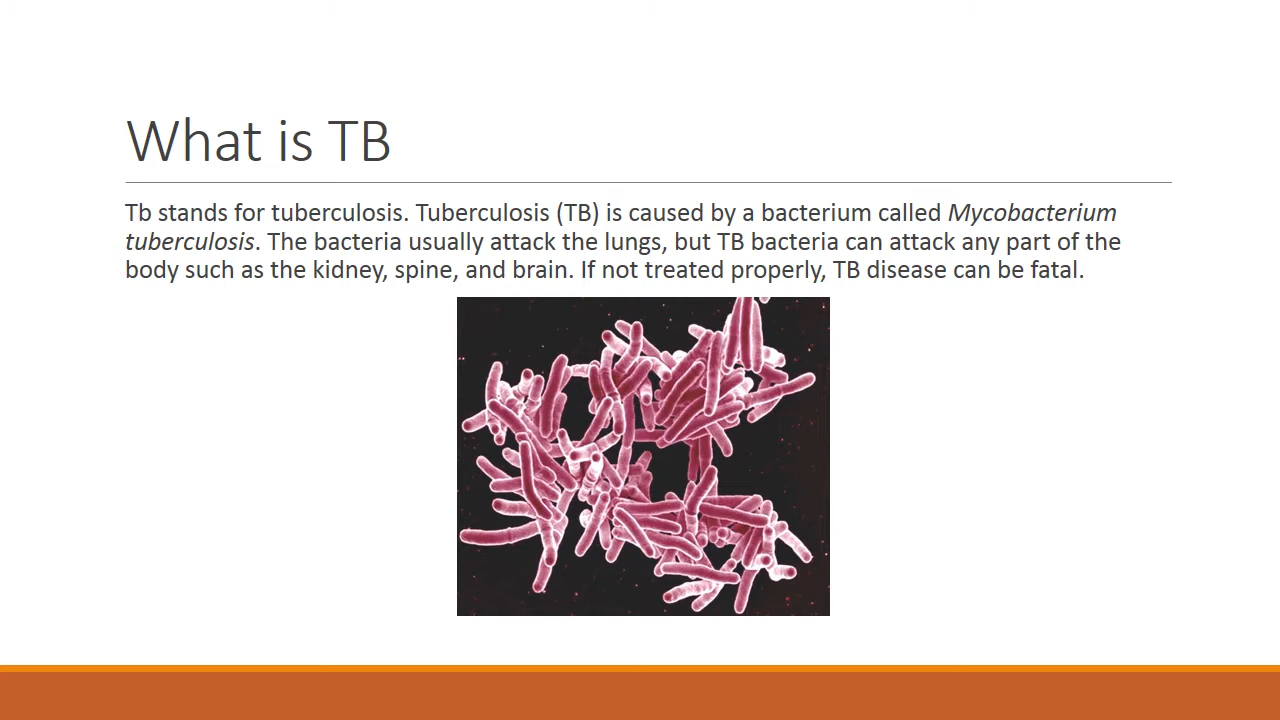 What is TB
Tb stands for tuberculosis. Tuberculosis (TB) is caused by a bacterium called Mycobacterium
tuberculosis. The bacteria usually attack the lungs, but TB bacteria can attack any part of the
body such as the kidney, spine, and brain. If not treated properly, TB disease can be fatal.